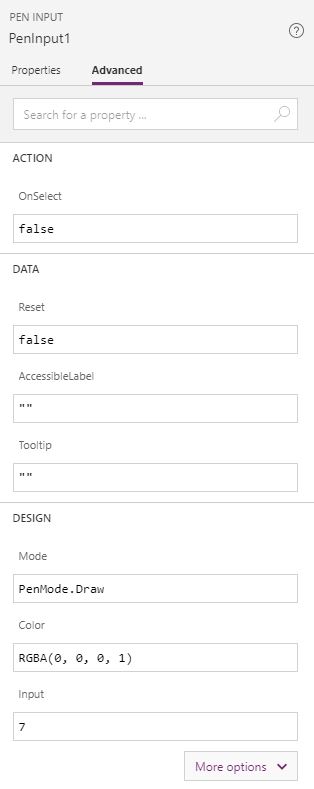 PEN INPUT
PenInput1
Properties Advanced
Search for a property ...
ACTION
OnSelect
false
DATA
Reset
false
AccessibleLabel
""
Tooltip
""
DESIGN
Mode
PenMode.Draw
Color
RGBA(0, 0, 0, 1)
Input
7
More options